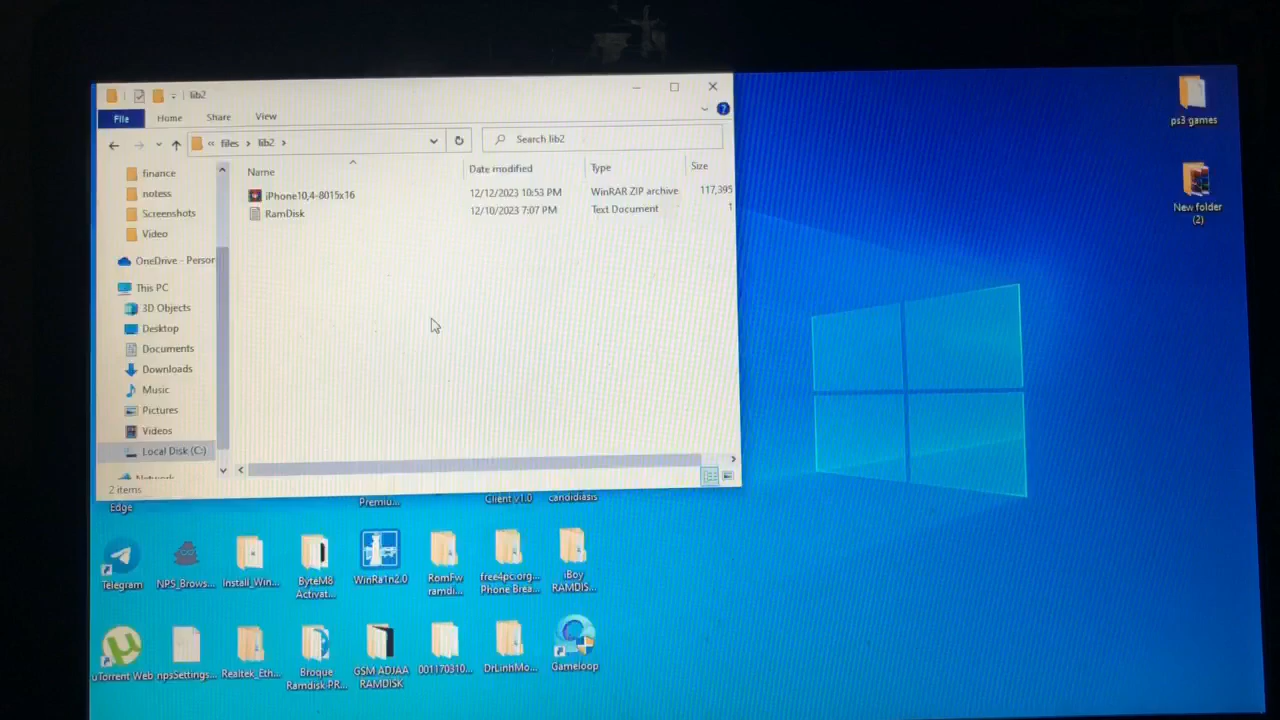 lib2
File
Home
Share
View
« files > lib2 >
Search lib2
Name
Date modified
Type
Size
iPhone10,4-8015x16
12/12/2023 10:53 PM
WinRAR ZIP archive
117,395
RamDisk
12/10/2023 7:07 PM
Text Document
1
finance
notess
Screenshots
Video
OneDrive - Person
This PC
3D Objects
Desktop
Documents
Downloads
Music
Pictures
Videos
Local Disk (C:)
Network
2 items
ps3 games
New folder
(2)
Edge
Premiu...
Client v1.0
candidiasis
Telegram
NPS_Brows...
Install_Win...
ByteM8
Activat...
WinRa1n2.0
RomFw
ramdi...
free4pc.org...
Phone Brea...
iBoy
RAMDIS...
uTorrent Web
npsSettings...
Realtek_Eth...
Broque
Ramdisk-PR...
GSM ADJAA
RAMDISK
001170310...
DrLinhMo...
Gameloop